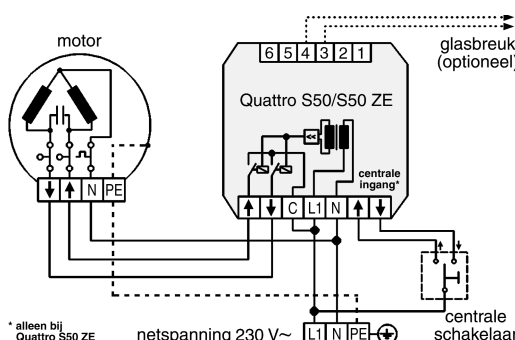 motor
6 5 4 3 2 1
glasbreuk
(optioneel)
Quattro S50/S50 ZE
<<
centrale
ingang*
↓ ↑ N PE
↑ ↓ C L1 N ↑ ↓
* alleen bij
Quattro S50 ZE
netspanning 230 V~
L1 N PE
centrale
schakelaar